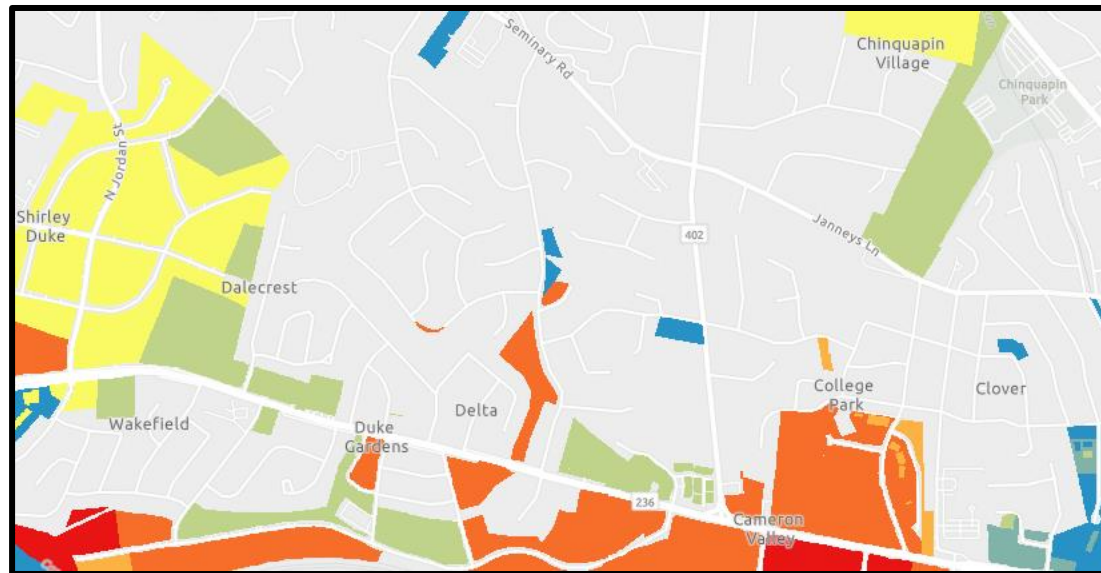 Seminary Rd
Chinquapin
Village
Chinquapin
Park
N Jordan St
Shirley
Duke
402
Janneys Ln
Dalecrest
College
Park
Clover
Delta
Wakefield
Duke
Gardens
236
Cameron
Valley